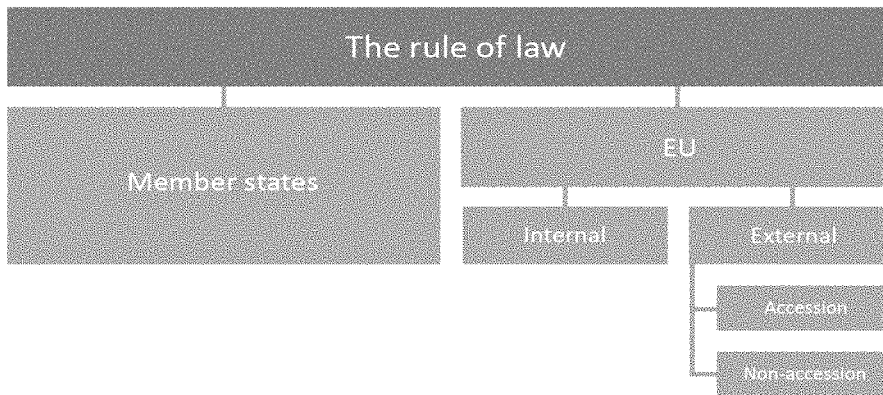 The rule of law
Member states
EU
Internal
External
Accession
Non-accession